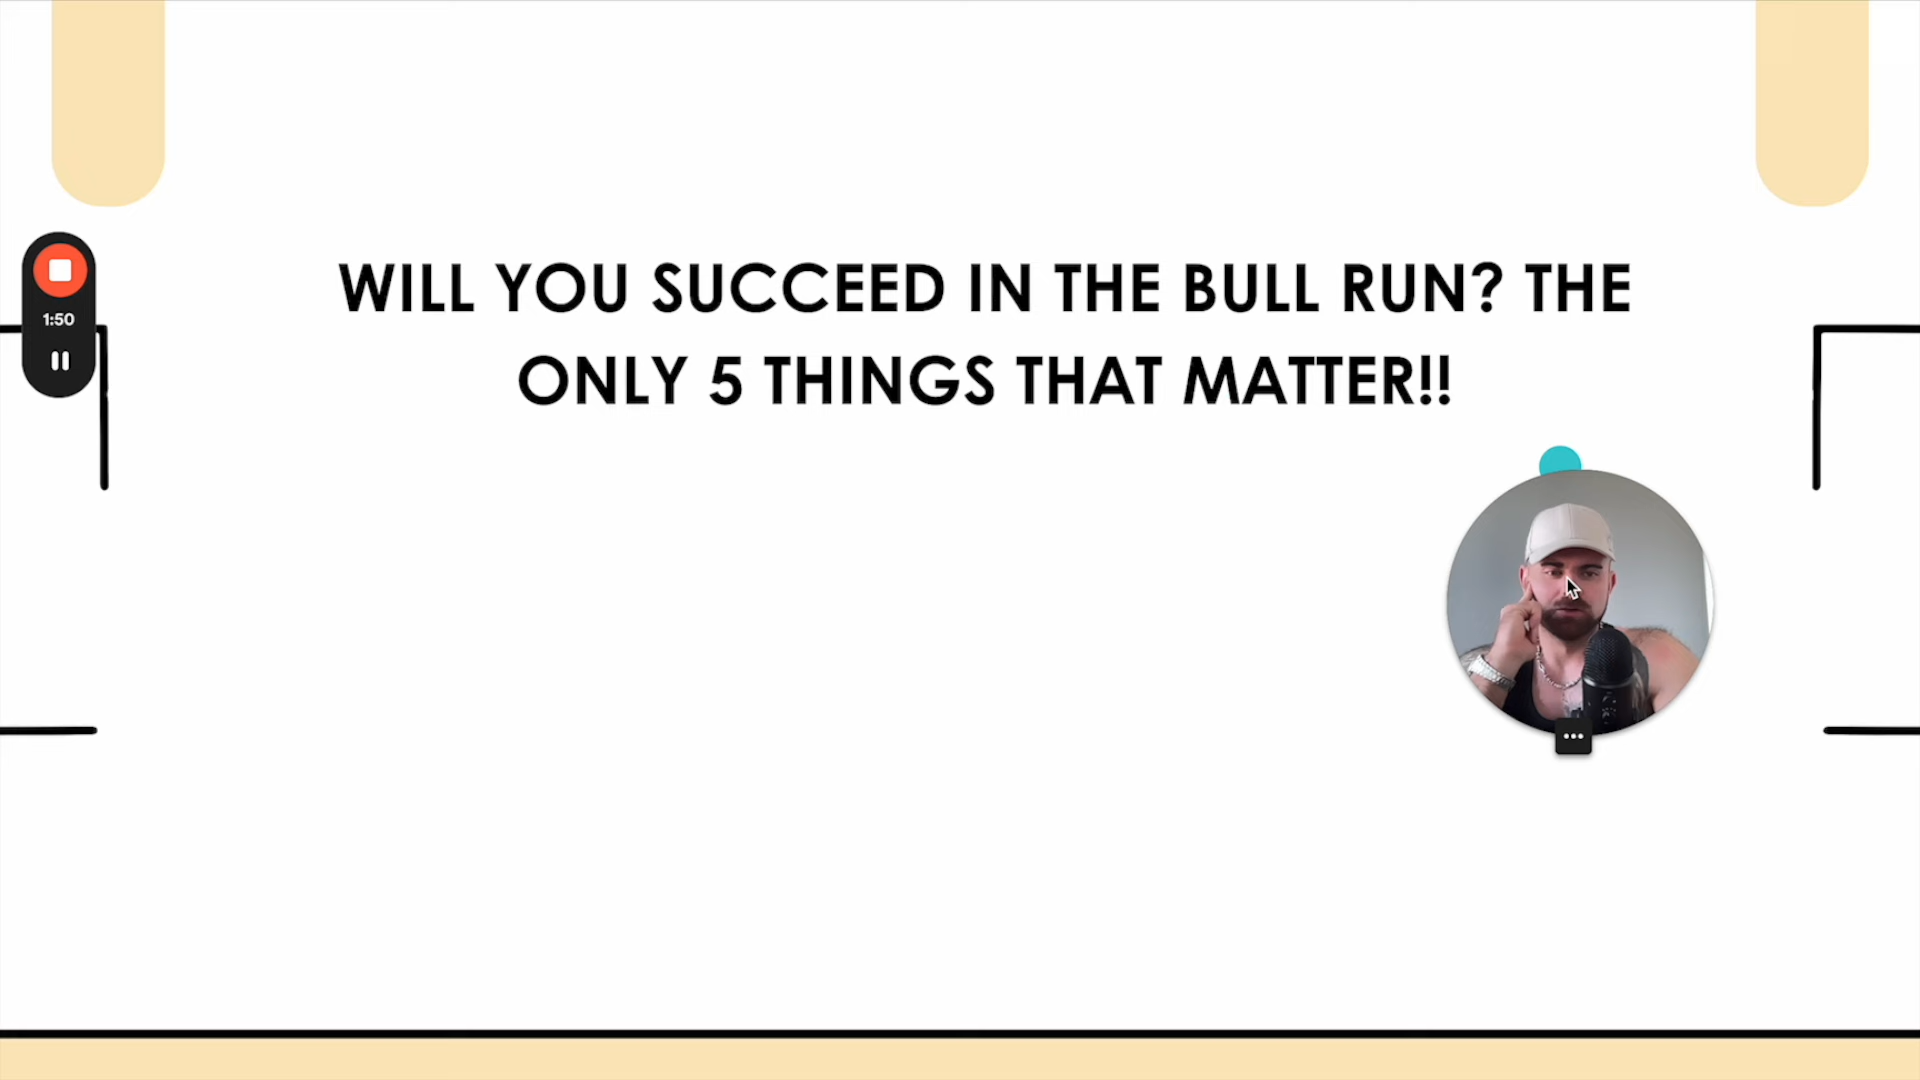 WILL YOU SUCCEED IN THE BULL RUN? THE
ONLY 5 THINGS THAT MATTER!!
1:50